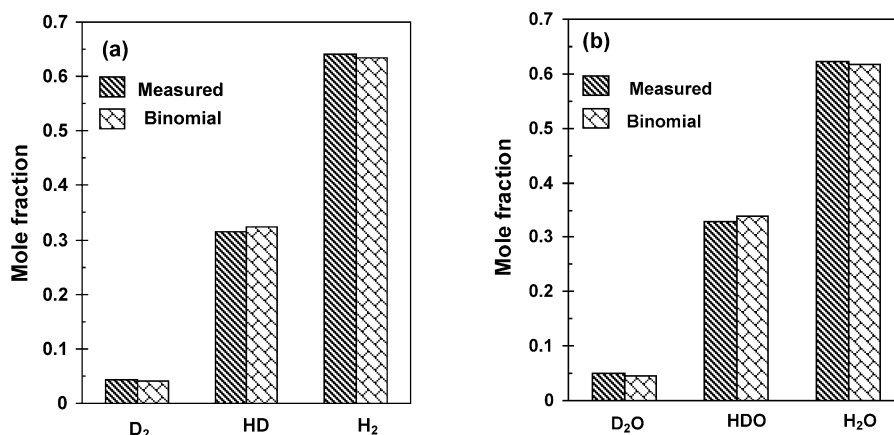 (a)
Measured
Binomial
Mole fraction
0.7
0.6
0.5
0.4
0.3
0.2
0.1
0
D₂
HD
H₂
(b)
Measured
Binomial
Mole fraction
0.7
0.6
0.5
0.4
0.3
0.2
0.1
0
D₂O
HDO
H₂O